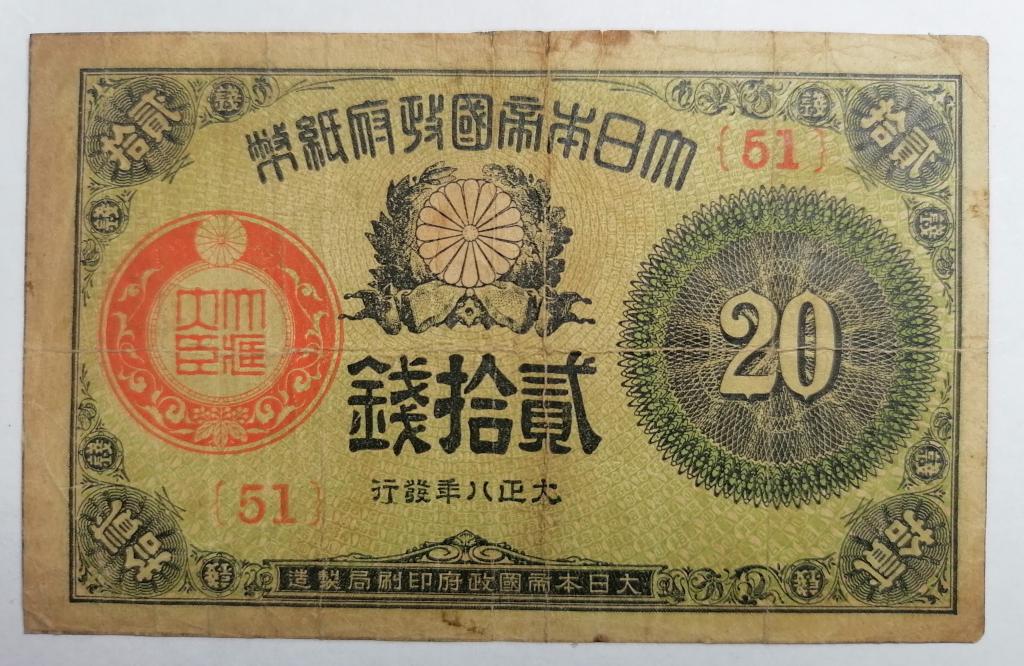 大日本帝國政府紙幣
{51}
貳拾
貳拾
大藏大臣
20
貳拾錢
大正八年發行
{51}
貳拾
貳拾
大日本帝國政府印刷局製造